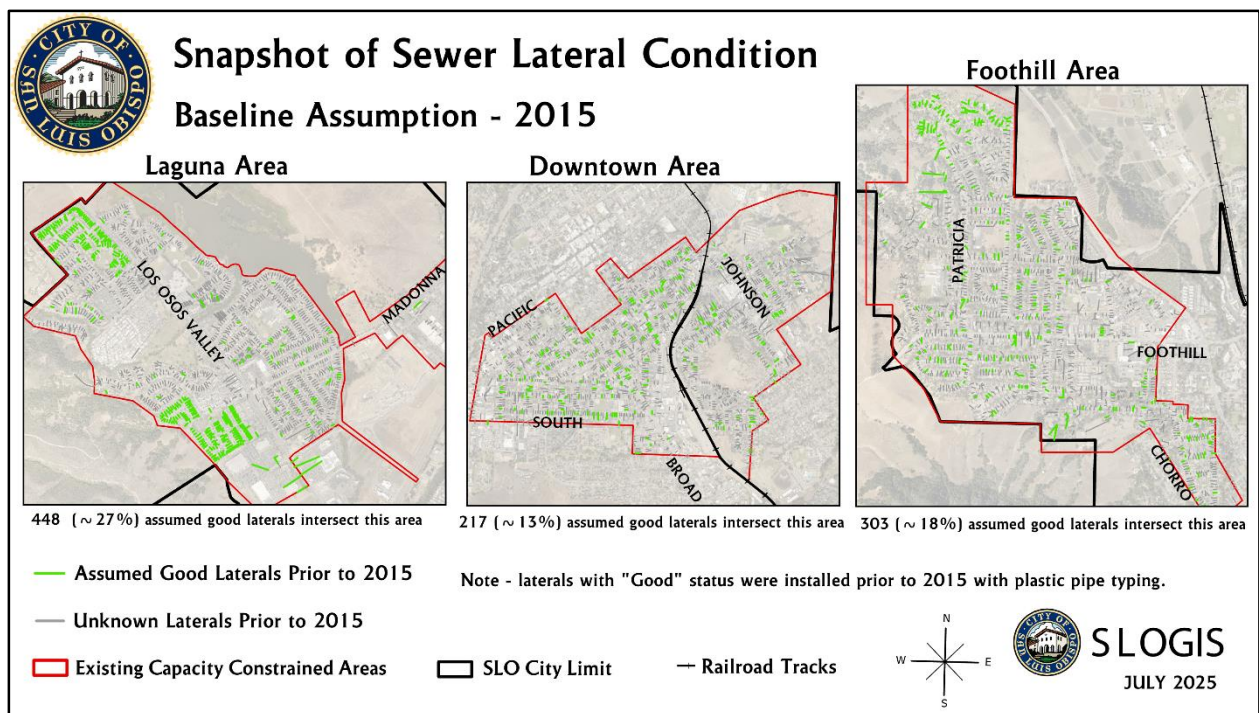 CITY OF
SAN LUIS OBISPO
Snapshot of Sewer Lateral Condition
Baseline Assumption - 2015
Laguna Area
LOS OSOS VALLEY
MADONNA
448 (~27%) assumed good laterals intersect this area
Downtown Area
PACIFIC
JOHNSON
SOUTH
BROAD
217 (~13%) assumed good laterals intersect this area
Foothill Area
PATRICIA
FOOTHILL
CHORRO
303 (~18%) assumed good laterals intersect this area
Assumed Good Laterals Prior to 2015
Unknown Laterals Prior to 2015
Existing Capacity Constrained Areas
SLO City Limit
Railroad Tracks
Note - laterals with "Good" status were installed prior to 2015 with plastic pipe typing.
N
W E
S
CITY OF
SAN LUIS OBISPO
SLOGIS
JULY 2025